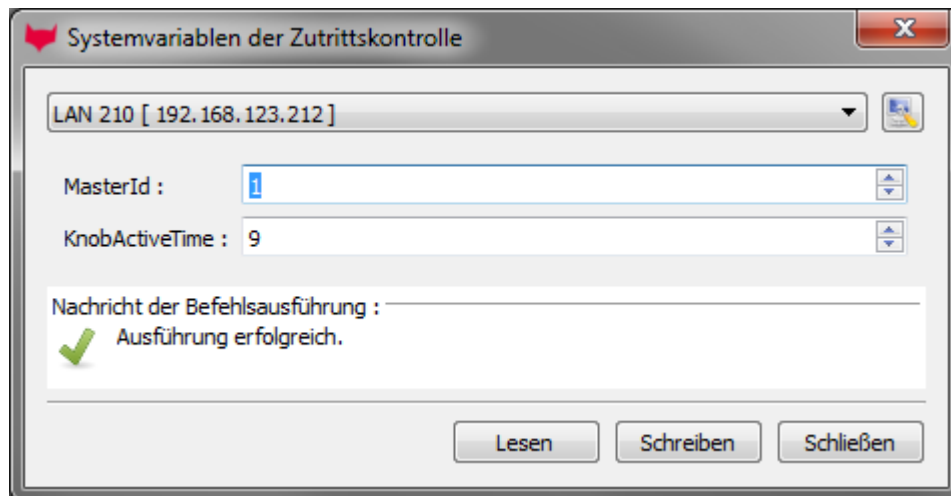 Systemvariablen der Zutrittskontrolle
LAN 210 [ 192.168.123.212 ]
MasterId : 1
KnobActiveTime : 9
Nachricht der Befehlsausführung :
Ausführung erfolgreich.
Lesen Schreiben Schließen